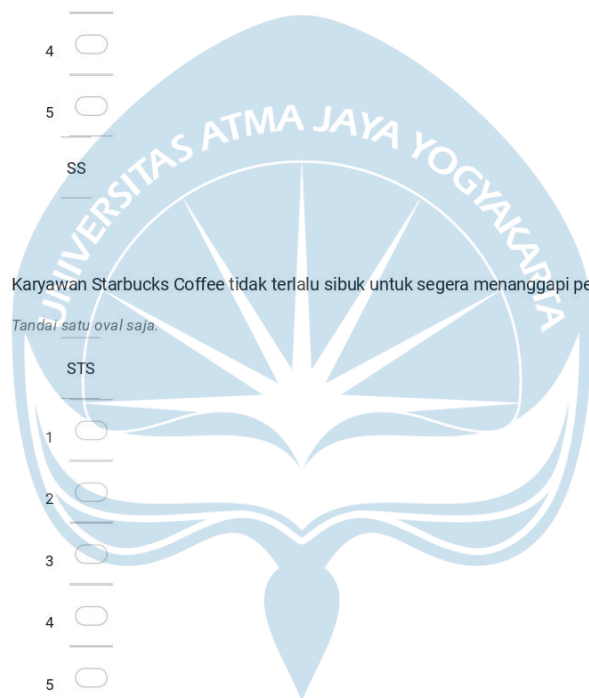 4
5
SS
UNIVERSITAS ATMA JAYA YOGYAKARTA
Karyawan Starbucks Coffee tidak terlalu sibuk untuk segera menanggapi pe
Tandai satu oval saja.
STS
1
2
3
4
5